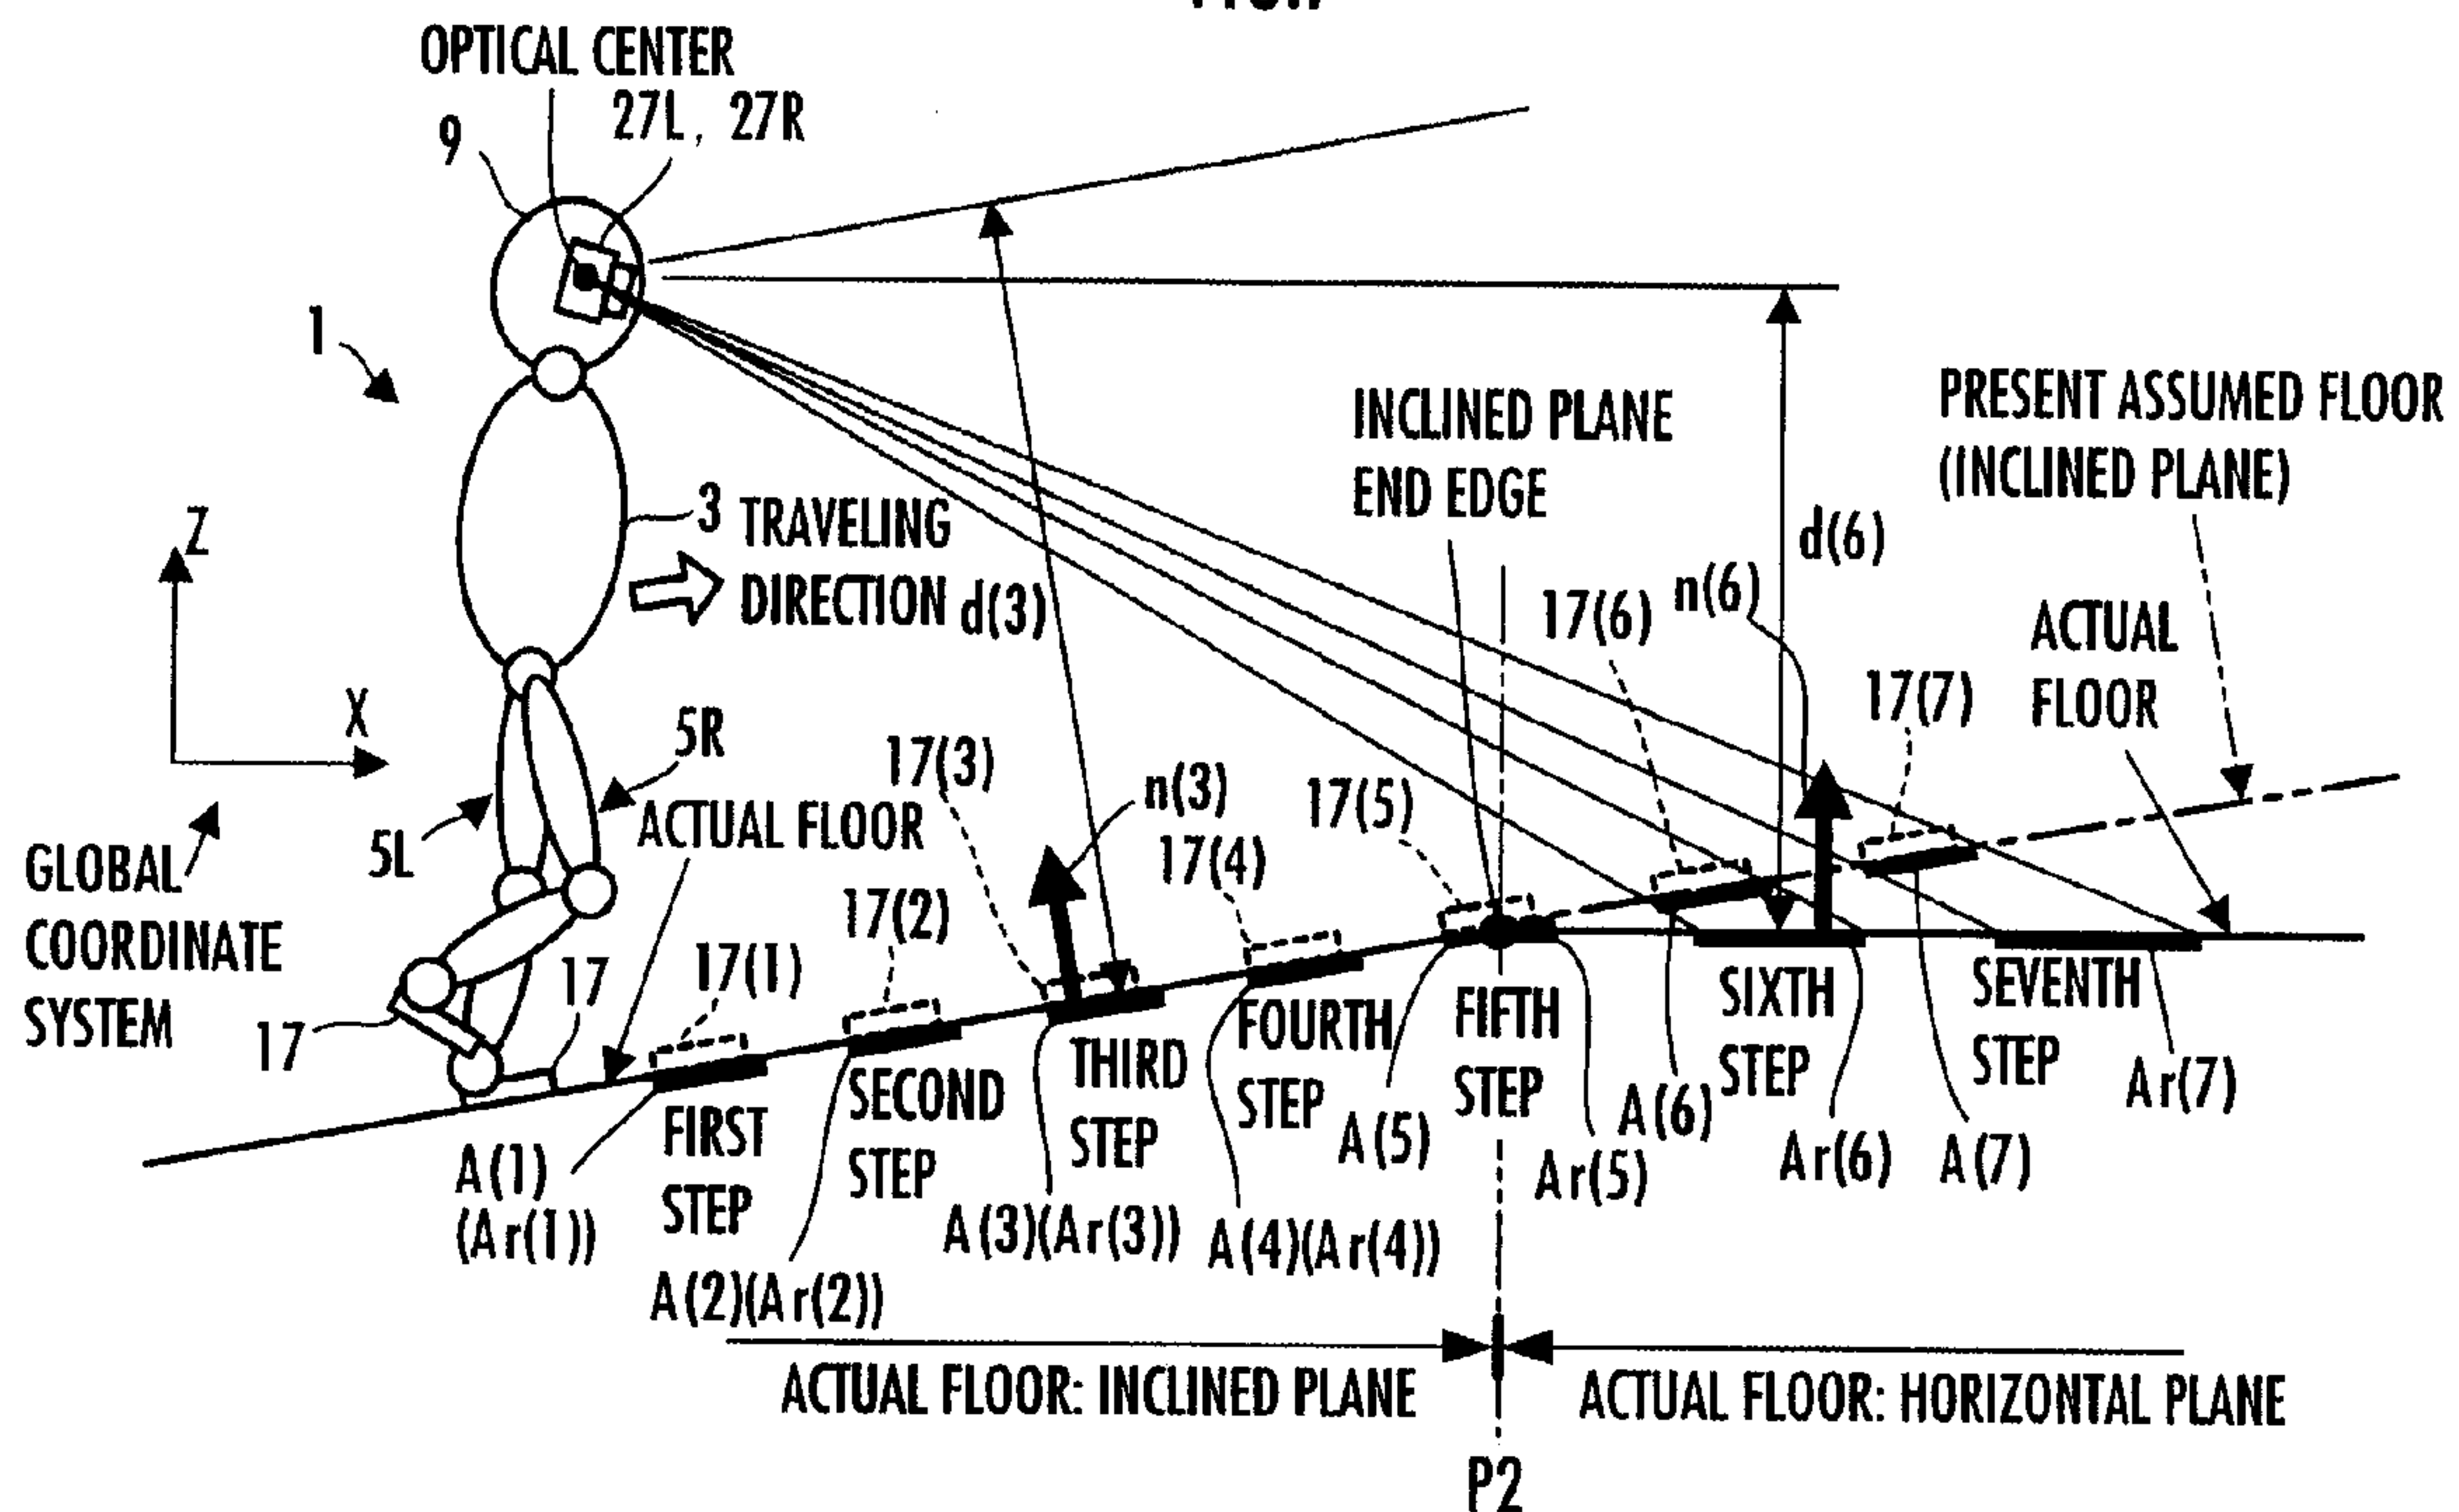 OPTICAL CENTER
9
27L, 27R
1
INCLINED PLANE
END EDGE
PRESENT ASSUMED FLOOR
(INCLINED PLANE)
Z
X
3
TRAVELING
DIRECTION
d(3)
d(6)
n(6)
17(6)
17(7)
ACTUAL
FLOOR
5R
5L
ACTUAL FLOOR
17(3)
n(3)
17(4)
17(5)
GLOBAL
COORDINATE
SYSTEM
17
17
17(1)
17(2)
A(1)
(Ar(1))
FIRST
STEP
SECOND
STEP
A(2)(Ar(2))
THIRD
STEP
A(3)(Ar(3))
FOURTH
STEP
A(4)(Ar(4))
A(5)
FIFTH
STEP
Ar(5)
A(6)
SIXTH
STEP
Ar(6)
A(7)
SEVENTH
STEP
Ar(7)
ACTUAL FLOOR: INCLINED PLANE
ACTUAL FLOOR: HORIZONTAL PLANE
P2